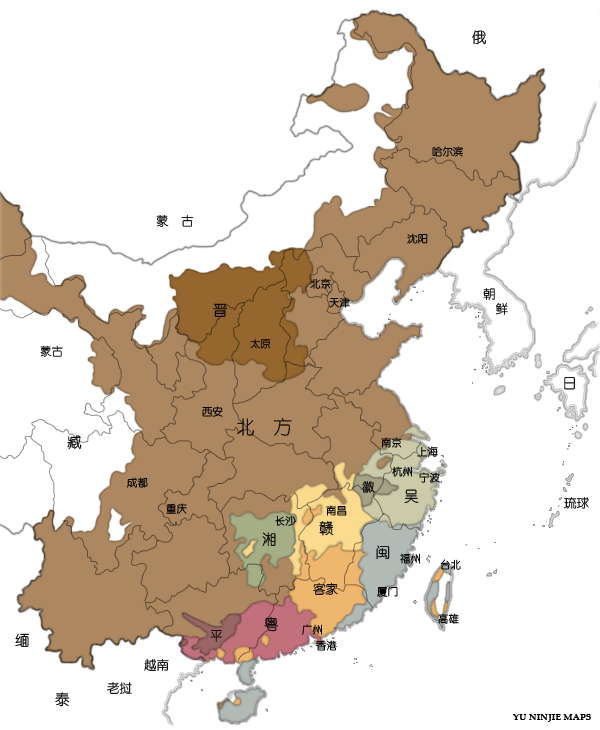 俄
哈尔滨
蒙 古
沈阳
北京
朝
鲜
天津
晋
太原
蒙古
日
西安
北 方
藏
南京
上海
杭州
成都
宁波
徽
吴
琉球
重庆
长沙
南昌
赣
湘
闽
福州
台北
客家
厦门
高雄
粤
广州
平
缅
香港
越南
老挝
泰
YU NINJIE MAPS